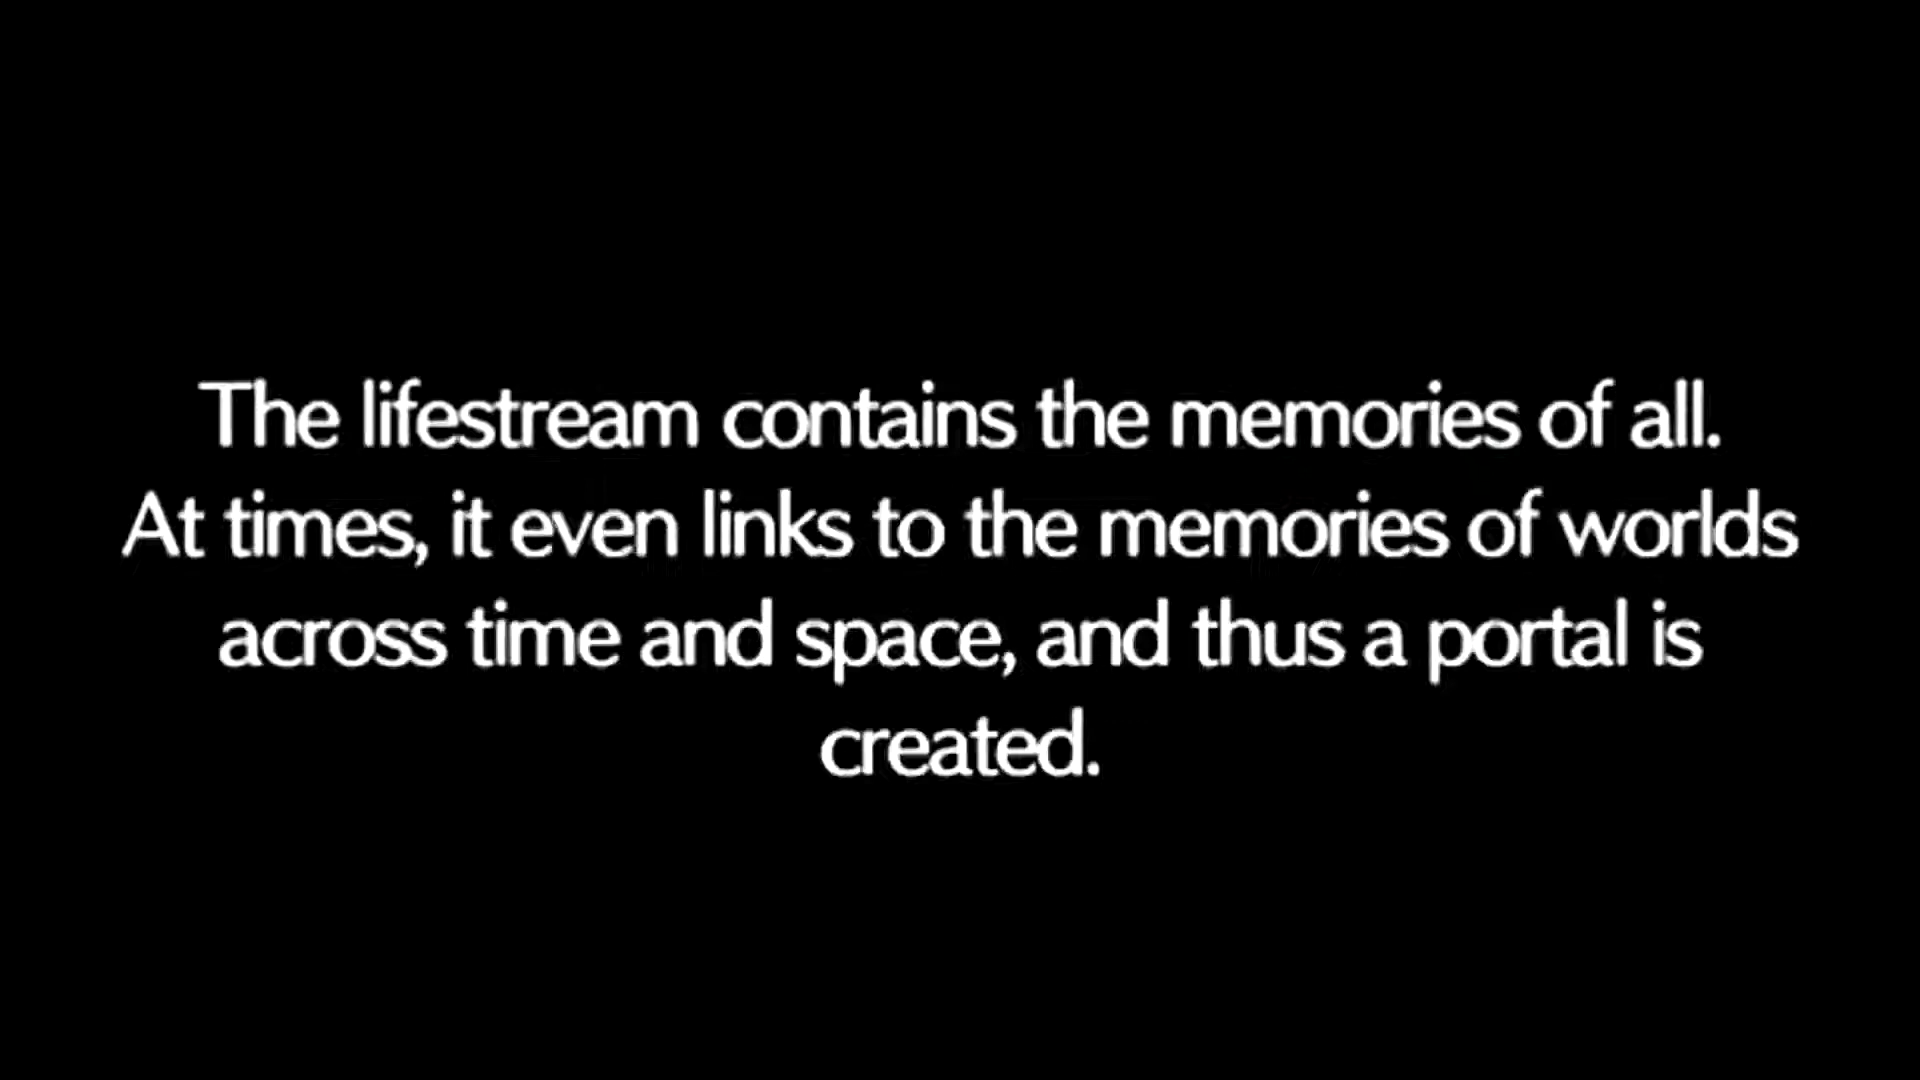 The lifestream contains the memories of all.
At times, it even links to the memories of worlds
across time and space, and thus a portal is
created.